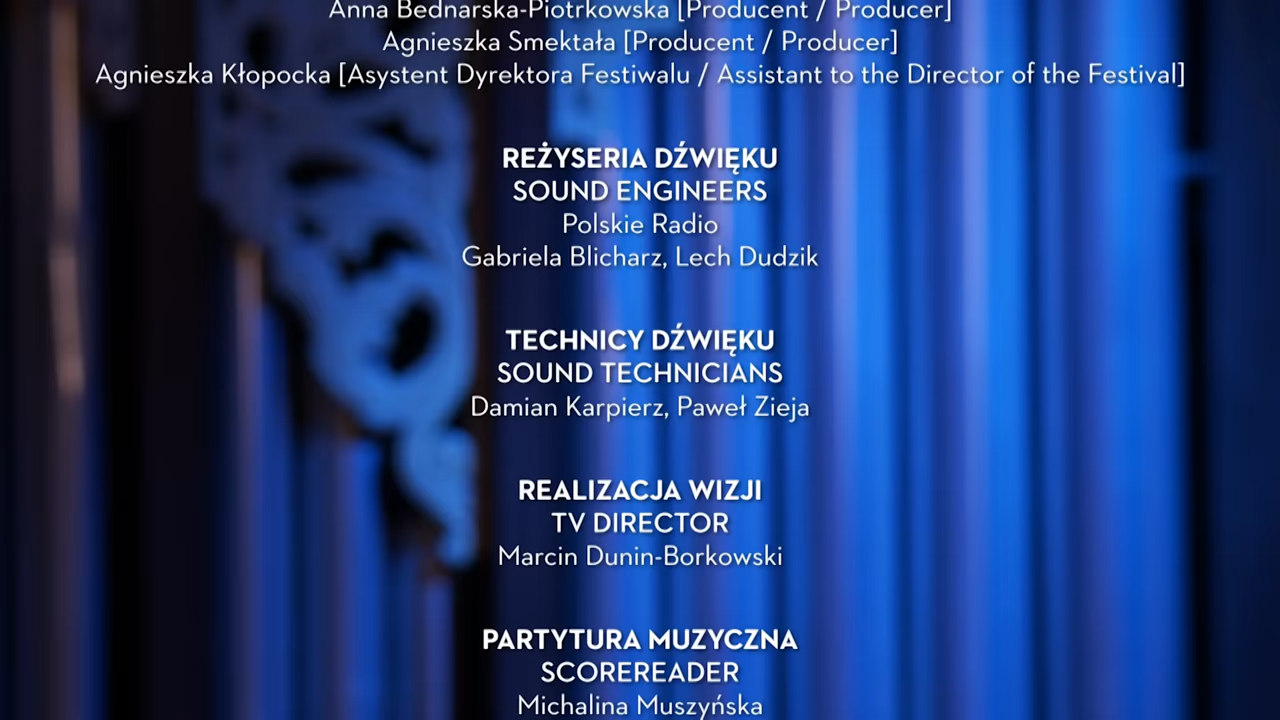 Anna Bednarska-Piotrkowska [Producent / Producer]
Agnieszka Smektała [Producent / Producer]
Agnieszka Kłopocka [Asystent Dyrektora Festiwalu / Assistant to the Director of the Festival]
REŻYSERIA DŹWIĘKU
SOUND ENGINEERS
Polskie Radio
Gabriela Blicharz, Lech Dudzik
TECHNICY DŹWIĘKU
SOUND TECHNICIANS
Damian Karpierz, Paweł Zieja
REALIZACJA WIZJI
TV DIRECTOR
Marcin Dunin-Borkowski
PARTYTURA MUZYCZNA
SCOREREADER
Michalina Muszyńska